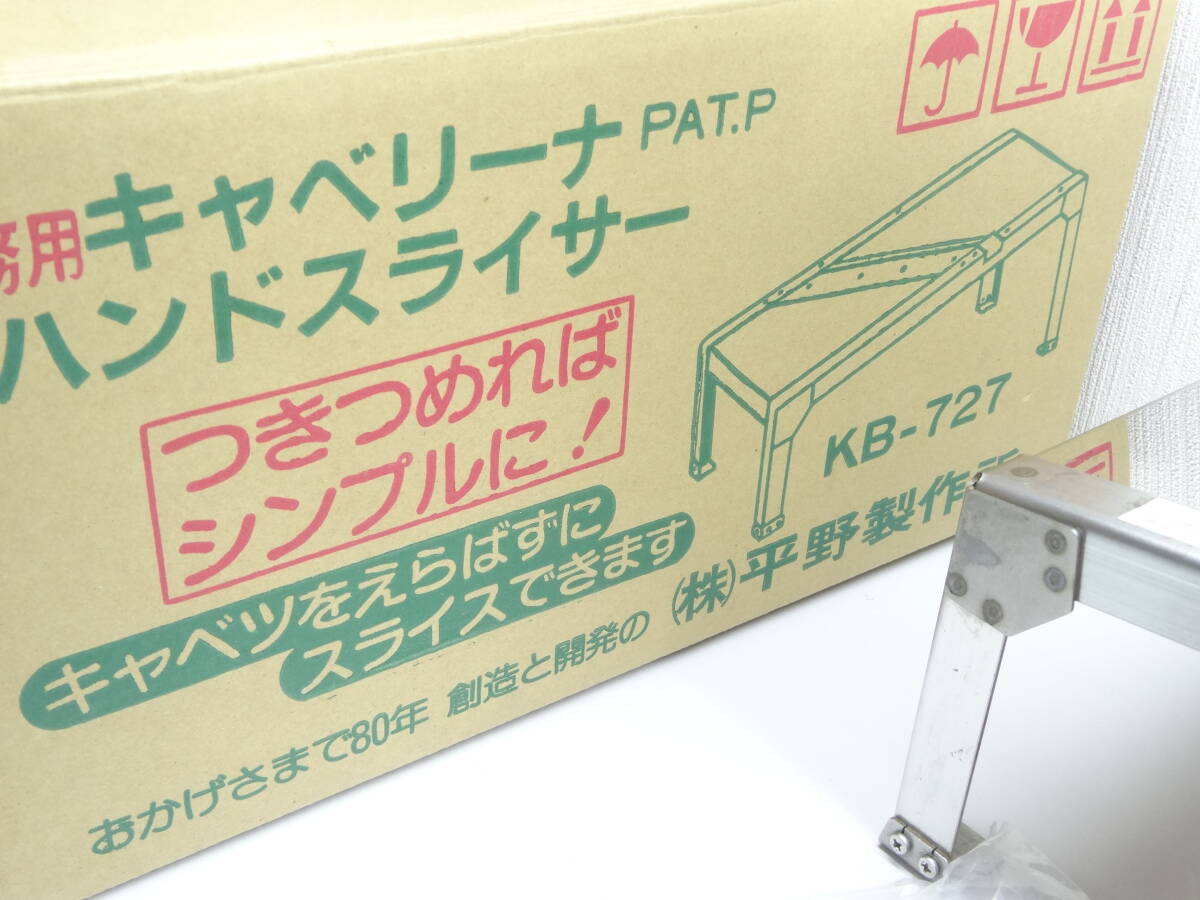 務用キャベリーナ PAT.P
ハンドスライサー
つきつめれば
シンプルに!
キャベツをえらばずに
スライスできます
KB-727
おかげさまで80年 創造と開発の (株)平野製作所